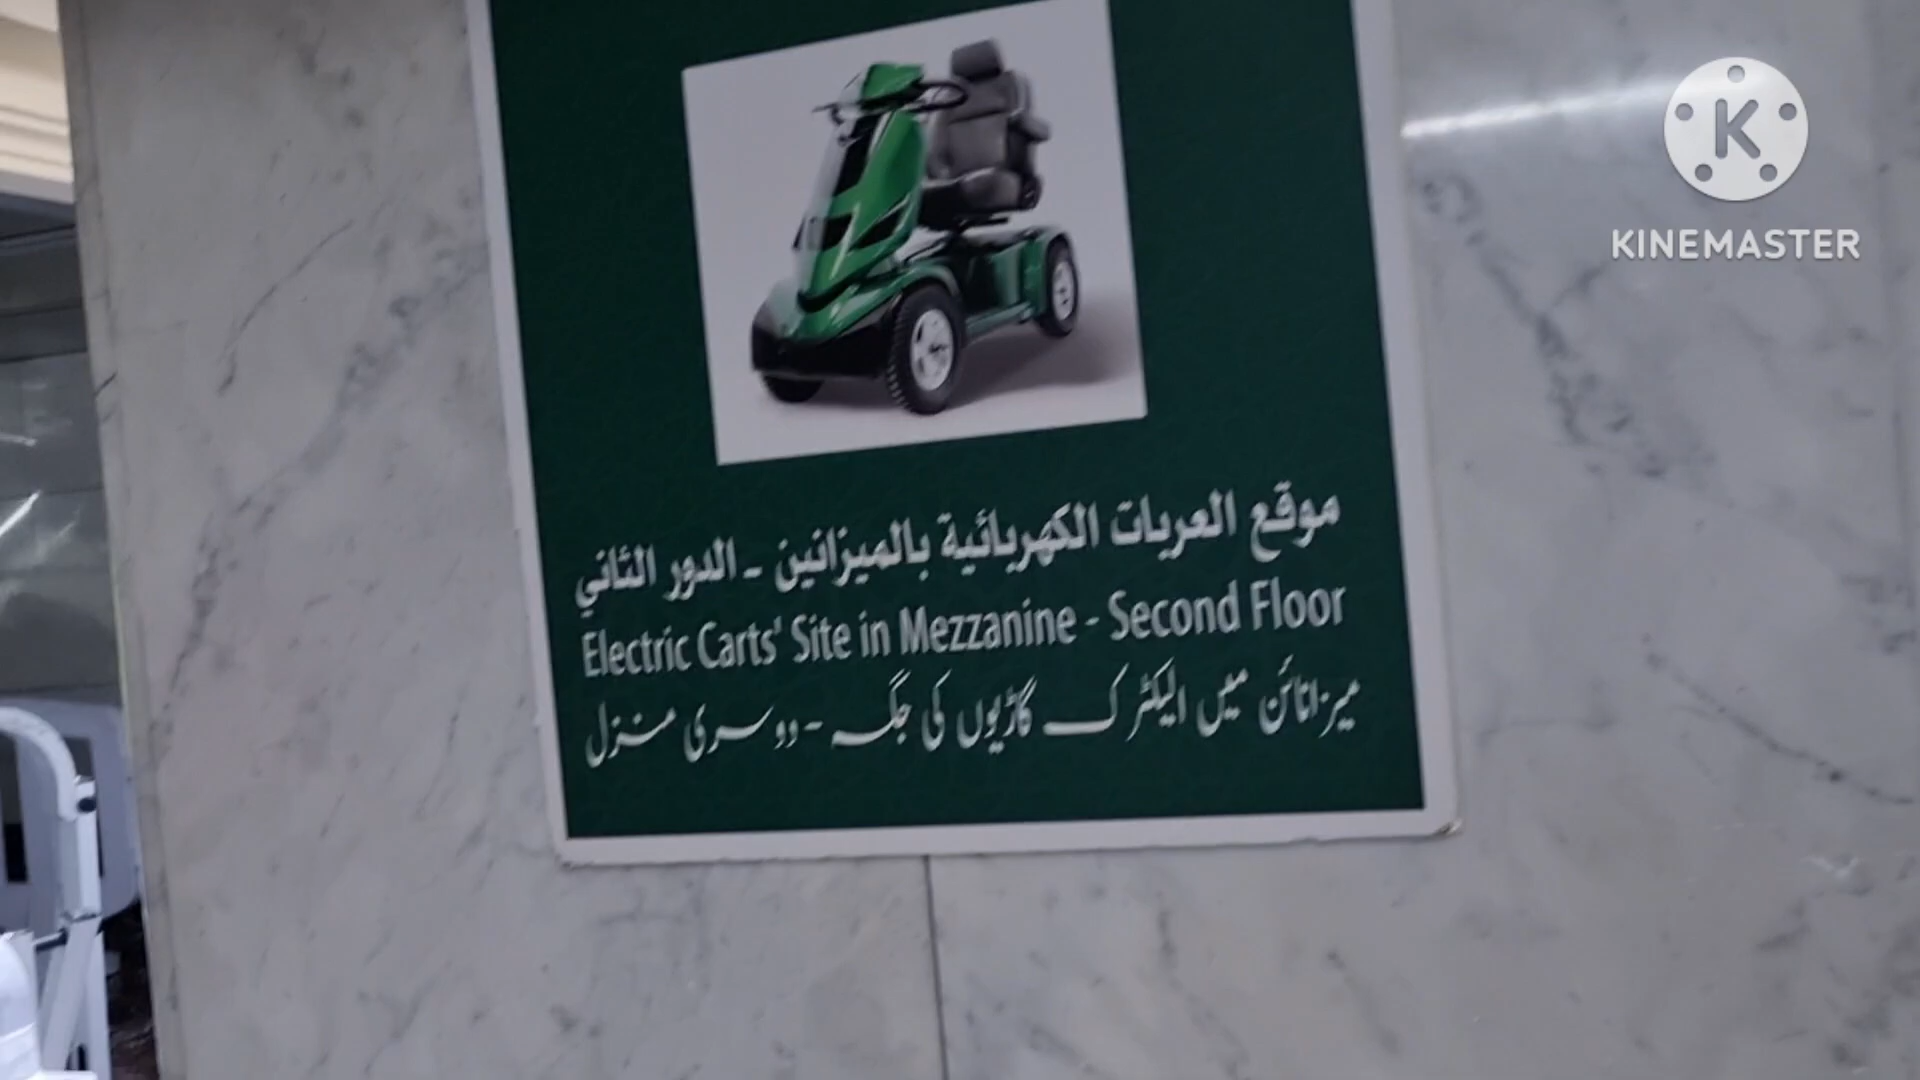 K
KINEMASTER
موقع العربات الكهربائية بالميزانين - الدور الثاني
Electric Carts' Site in Mezzanine - Second Floor
میزانائن میں الیکٹرک گاڑیوں کی جگہ - دوسری منزل